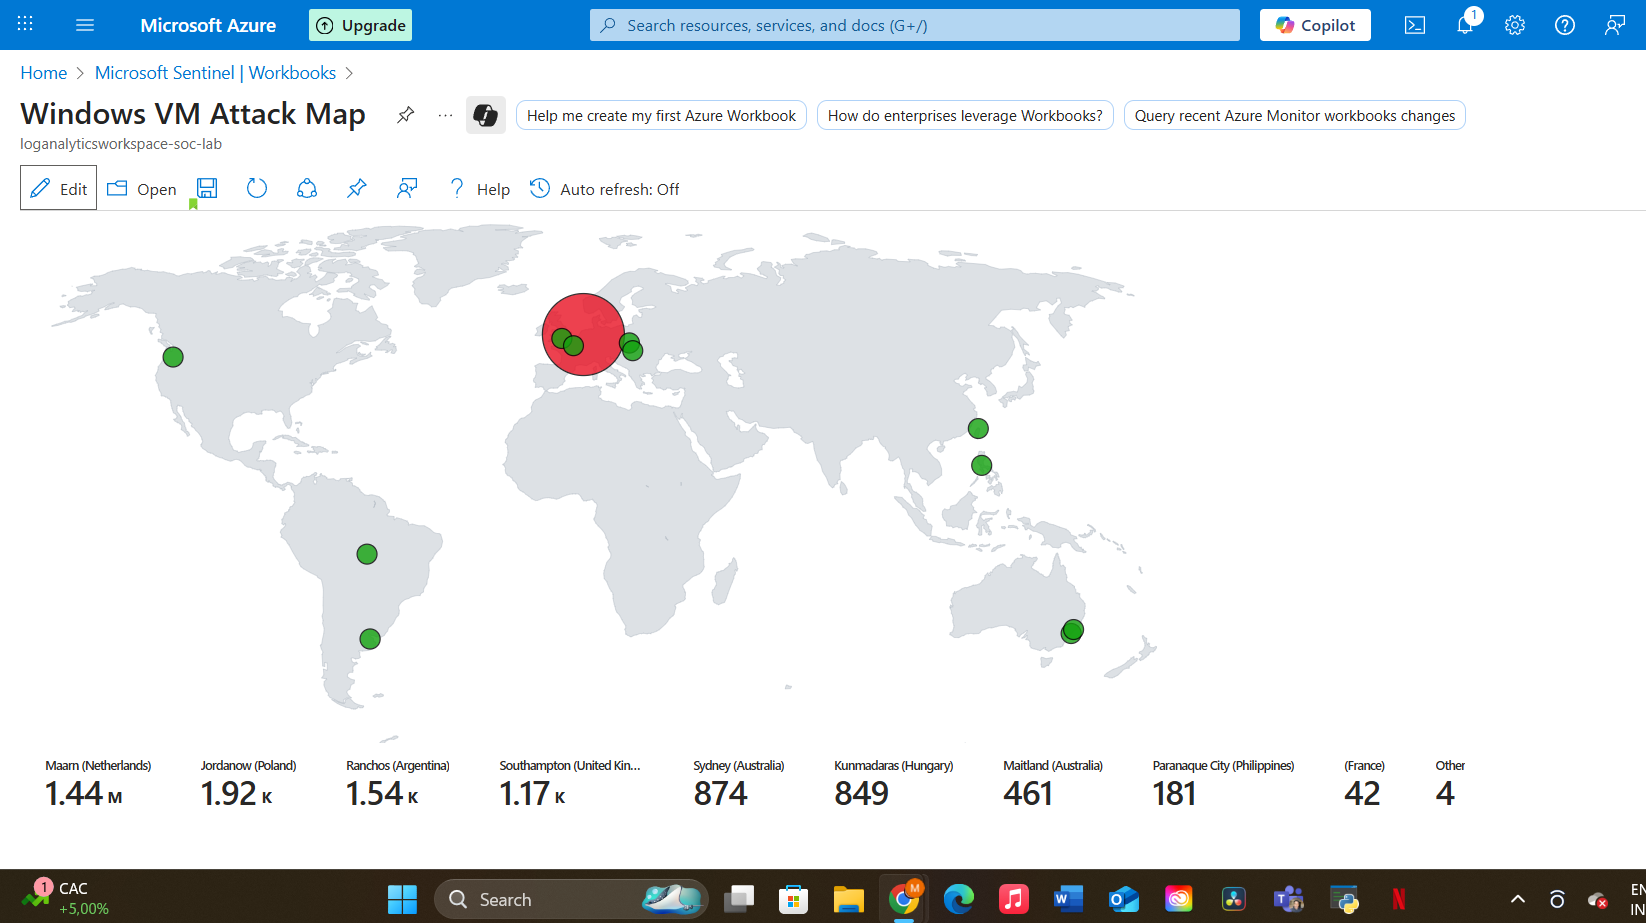 Microsoft Azure
Upgrade
Search resources, services, and docs (G+/)
Copilot
1
Home
Microsoft Sentinel | Workbooks
Windows VM Attack Map
...
Help me create my first Azure Workbook
How do enterprises leverage Workbooks?
Query recent Azure Monitor workbooks changes
loganalyticsworkspace-soc-lab
Edit
Open
Help
Auto refresh: Off
Maarn (Netherlands)
1.44 M
Jordanow (Poland)
1.92 K
Ranchos (Argentina)
1.54 K
Southampton (United Kin...
1.17 K
Sydney (Australia)
874
Kunmadaras (Hungary)
849
Maitland (Australia)
461
Paranaque City (Philippines)
181
(France)
42
Other
4
1
CAC
+5,00%
Search
M
EN
IN